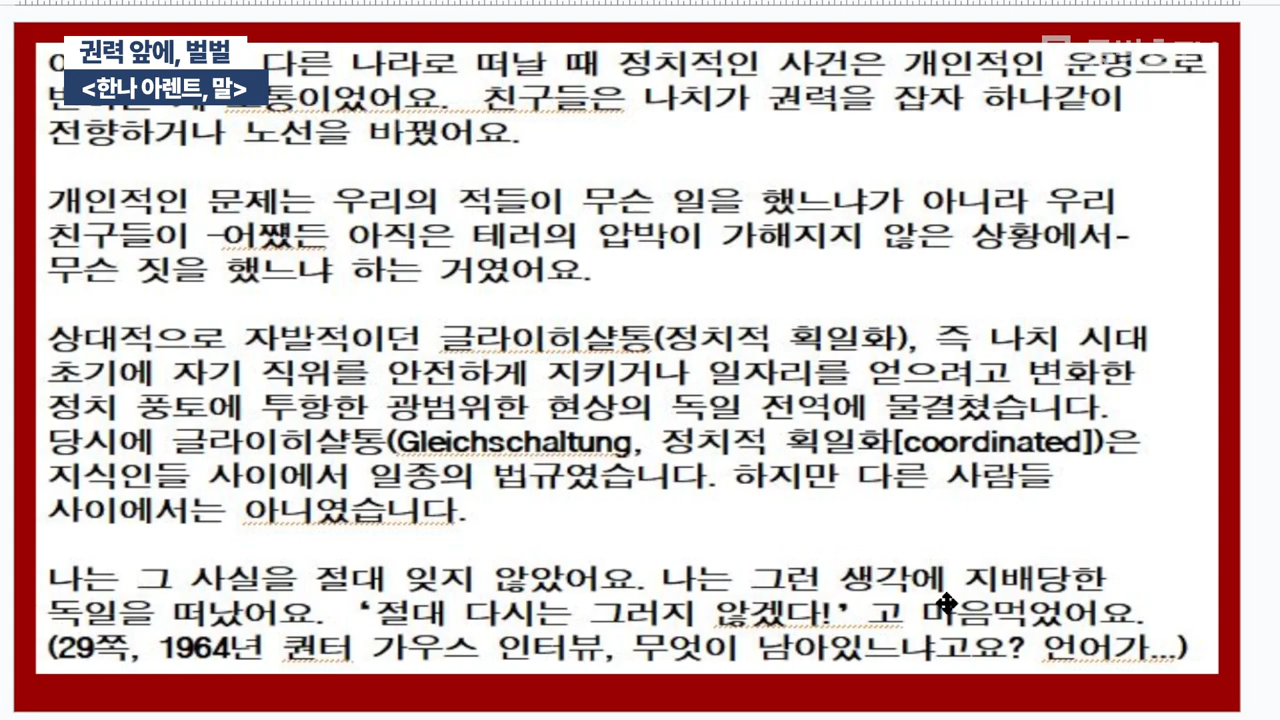 권력 앞에, 벌벌
<한나 아렌트, 말>
다른 나라로 떠날 때 정치적인 사건은 개인적인 운명으로
친구들은 나치가 권력을 잡자 하나같이
전향하거나 노선을 바꿨어요.
개인적인 문제는 우리의 적들이 무슨 일을 했느냐가 아니라 우리
친구들이 -어쨌든 아직은 테러의 압박이 가해지지 않은 상황에서-
무슨 짓을 했느냐 하는 거였어요.
상대적으로 자발적이던 글라이히샬퉁(정치적 획일화), 즉 나치 시대
초기에 자기 직위를 안전하게 지키거나 일자리를 얻으려고 변화한
정치 풍토에 투항한 광범위한 현상의 독일 전역에 물결쳤습니다.
당시에 글라이히샬퉁(Gleichschaltung, 정치적 획일화[coordinated])은
지식인들 사이에서 일종의 법규였습니다. 하지만 다른 사람들
사이에서는 아니였습니다.
나는 그 사실을 절대 잊지 않았어요. 나는 그런 생각에 지배당한
독일을 떠났어요. ‘절대 다시는 그러지 않겠다!’ 고 마음먹었어요.
(29쪽, 1964년 퀀터 가우스 인터뷰, 무엇이 남아있느냐고요? 언어가...)